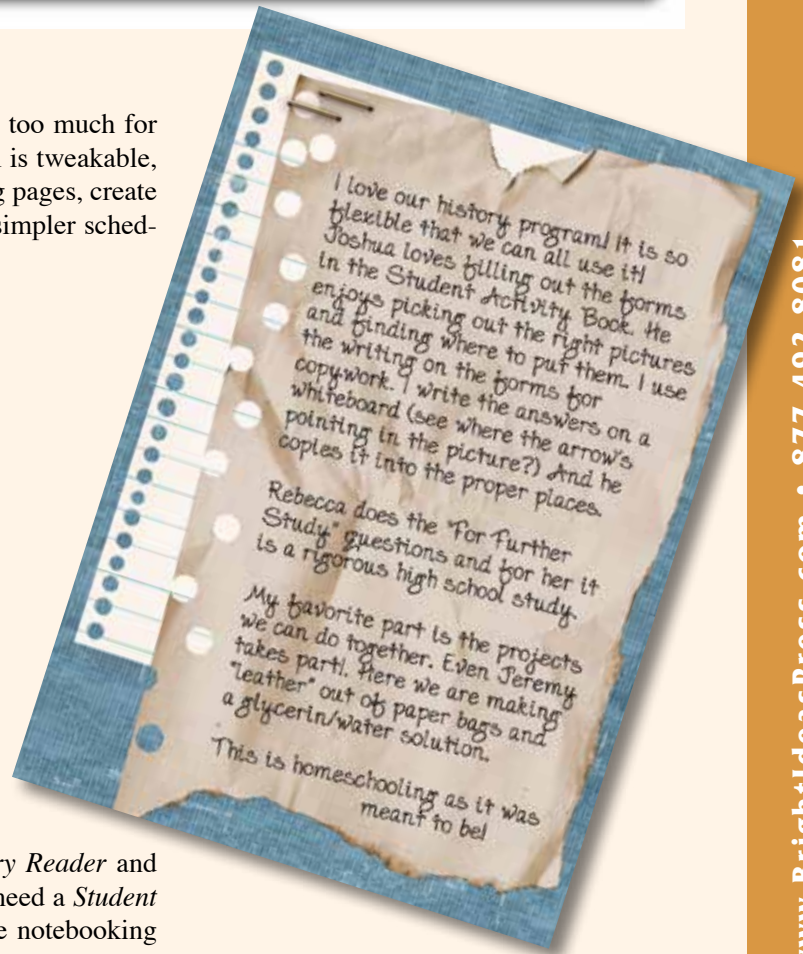 too much for
is tweakable,
g pages, create
simpler sched-
I love our history program! It is so
flexible that we can all use it!
Joshua loves filling out the forms
in the Student Activity Book. He
enjoys picking out the right pictures
and finding where to put them. I use
the writing on the forms for
copywork. I write the answers on a
whiteboard (see where the arrow's
pointing in the picture?) And he
copies it into the proper places.
Rebecca does the "For Further
Study" questions and for her it
is a rigorous high school study.
My favorite part is the projects
we can do together. Even Jeremy
takes part!. Here we are making
"leather" out of paper bags and
a glycerin/water solution.
This is homeschooling as it was
meant to be!
ry Reader and
need a Student
e notebooking
www.BrightIdeasPress.com • 877.492.8081